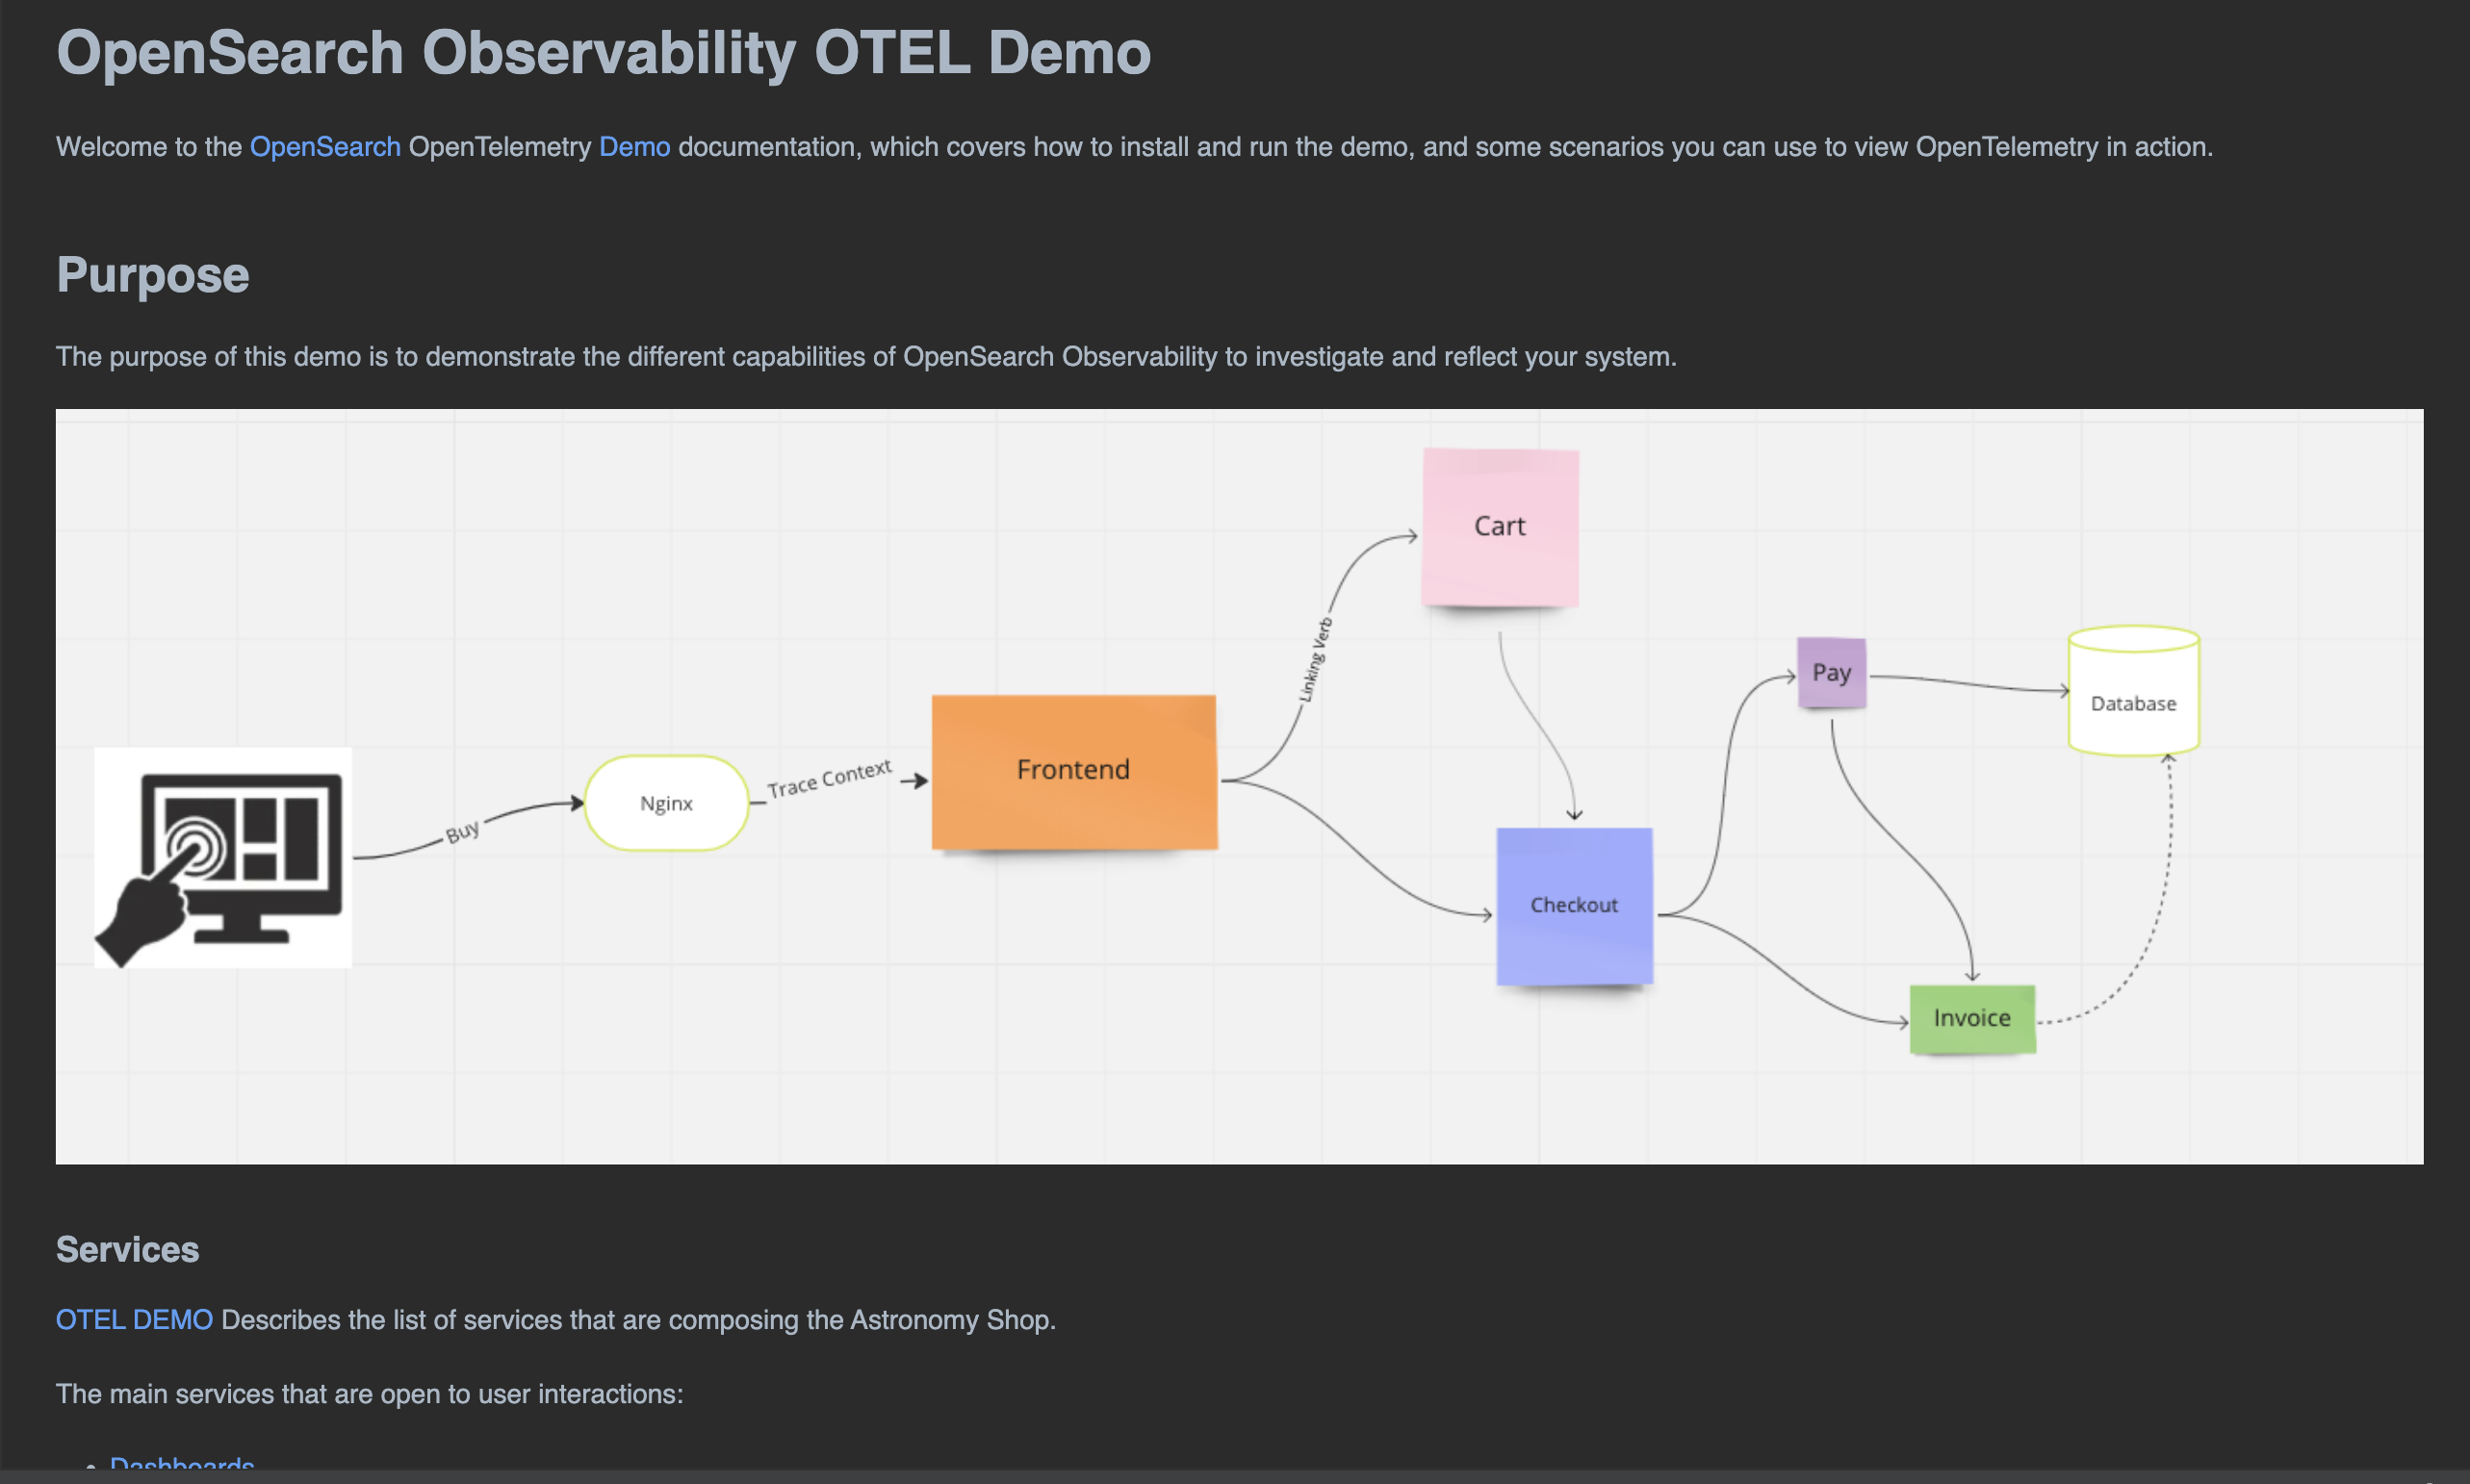 OpenSearch Observability OTEL Demo
Welcome to the OpenSearch OpenTelemetry Demo documentation, which covers how to install and run the demo, and some scenarios you can use to view OpenTelemetry in action.
Purpose
The purpose of this demo is to demonstrate the different capabilities of OpenSearch Observability to investigate and reflect your system.
Buy
Nginx
Trace Context
Frontend
Linking Verb
Cart
Checkout
Pay
Database
Invoice
Services
OTEL DEMO Describes the list of services that are composing the Astronomy Shop.
The main services that are open to user interactions:
• Dashboards